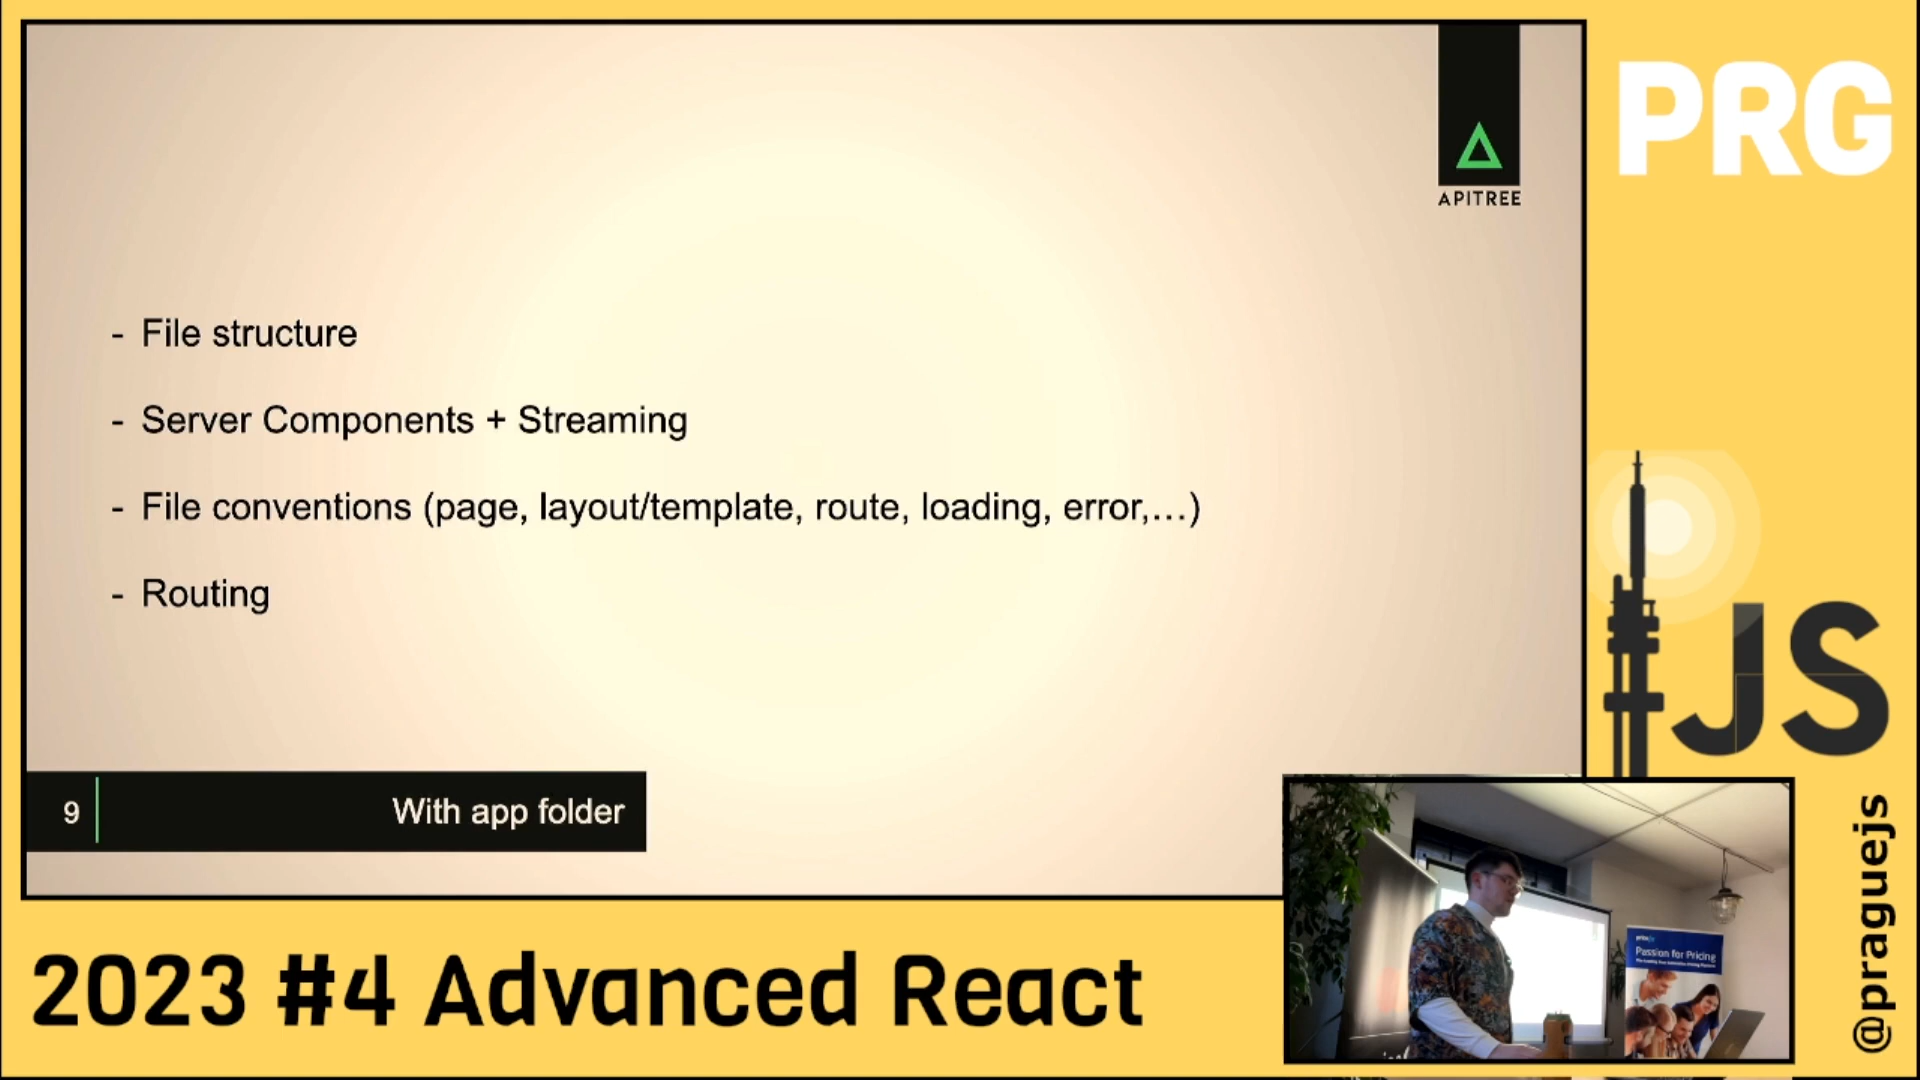 APITREE
- File structure
- Server Components + Streaming
- File conventions (page, layout/template, route, loading, error,…)
- Routing
9
With app folder
PRG
JS
@praguejs
2023 #4 Advanced React
Passion for Pricing